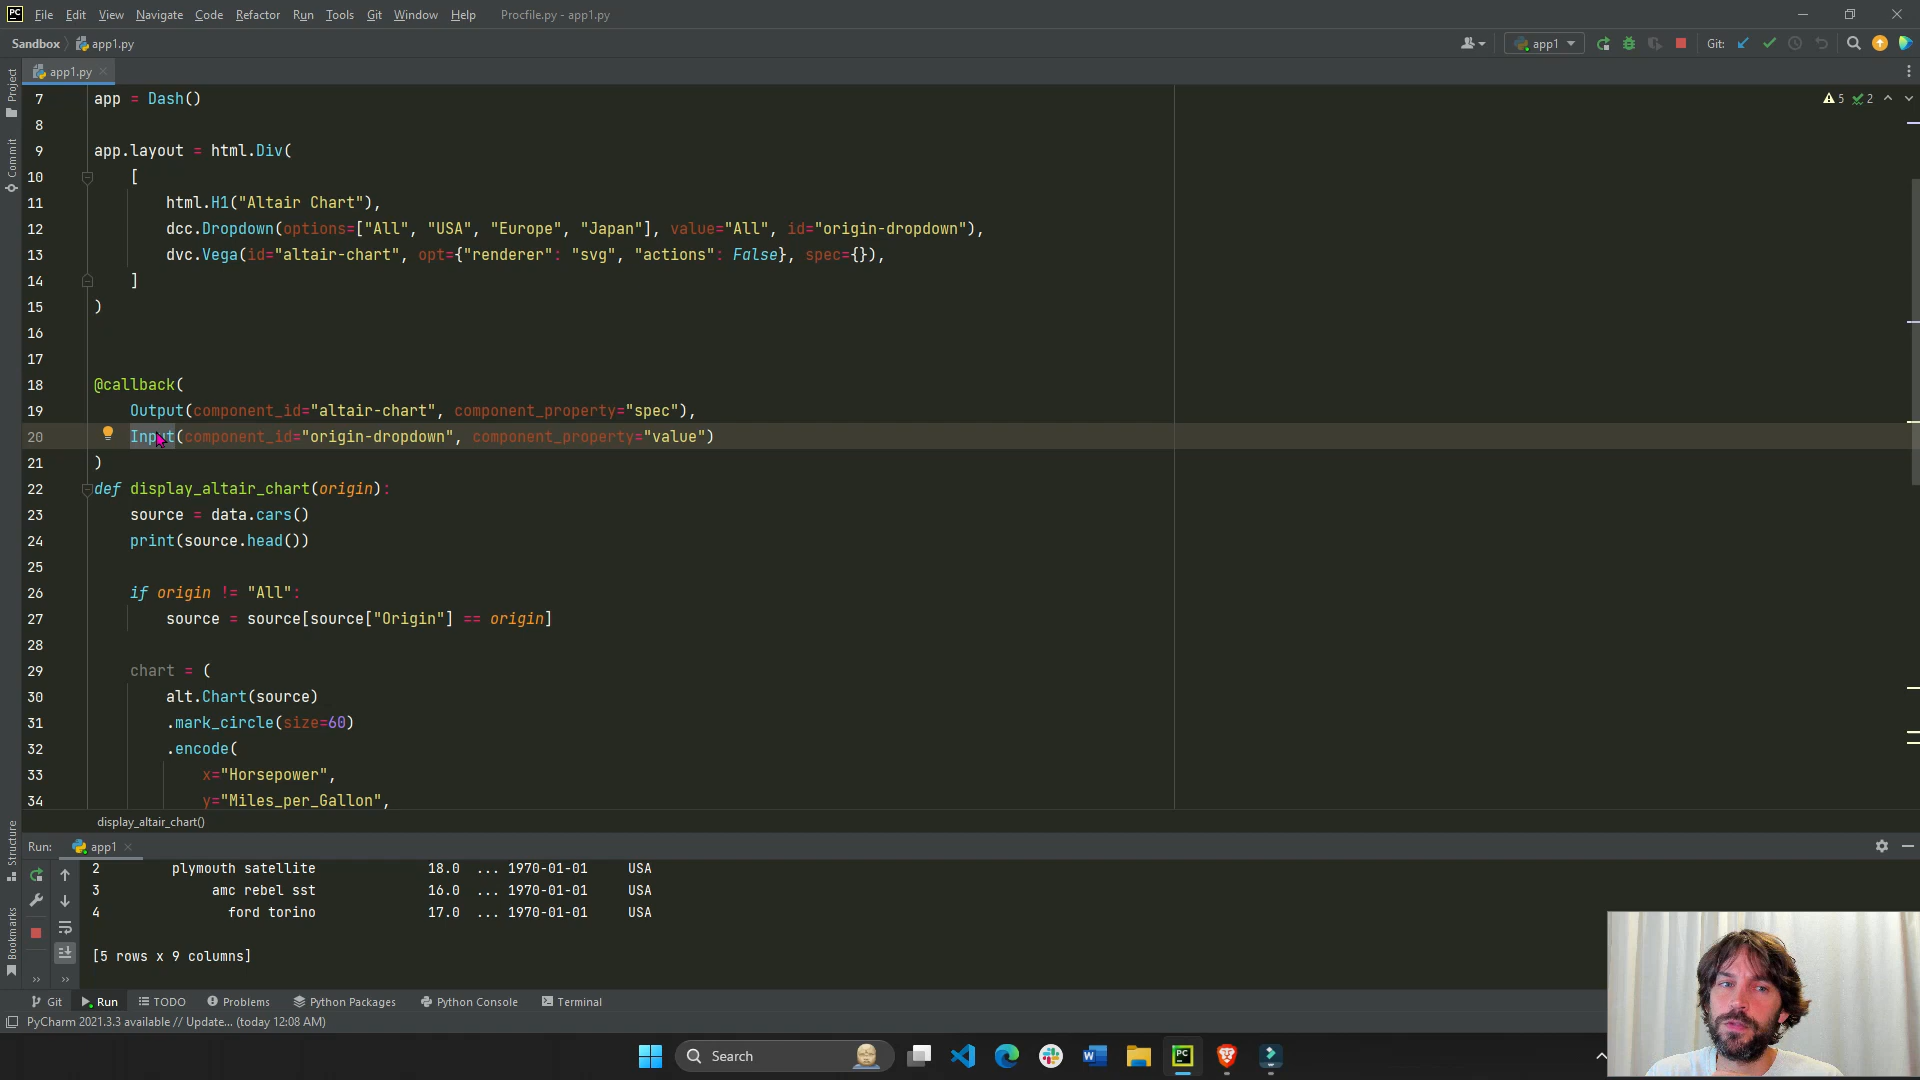 PC File Edit View Navigate Code Refactor Run Tools Git Window Help Procfile.py - app1.py
Sandbox app1.py app1 Git:
app1.py
Project
Commit
Structure
Bookmarks
5 2
7 app = Dash()
8
9 app.layout = html.Div(
10 [
11 html.H1("Altair Chart"),
12 dcc.Dropdown(options=["All", "USA", "Europe", "Japan"], value="All", id="origin-dropdown"),
13 dvc.Vega(id="altair-chart", opt={"renderer": "svg", "actions": False}, spec={}),
14 ]
15 )
16
17
18 @callback(
19 Output(component_id="altair-chart", component_property="spec"),
20 Input(component_id="origin-dropdown", component_property="value")
21 )
22 def display_altair_chart(origin):
23 source = data.cars()
24 print(source.head())
25
26 if origin != "All":
27 source = source[source["Origin"] == origin]
28
29 chart = (
30 alt.Chart(source)
31 .mark_circle(size=60)
32 .encode(
33 x="Horsepower",
34 y="Miles_per_Gallon",
display_altair_chart()
Run: app1
2 plymouth satellite 18.0 ... 1970-01-01 USA
3 amc rebel sst 16.0 ... 1970-01-01 USA
4 ford torino 17.0 ... 1970-01-01 USA
[5 rows x 9 columns]
Git Run TODO Problems Python Packages Python Console Terminal
PyCharm 2021.3.3 available // Update... (today 12:08 AM)
Search
PC